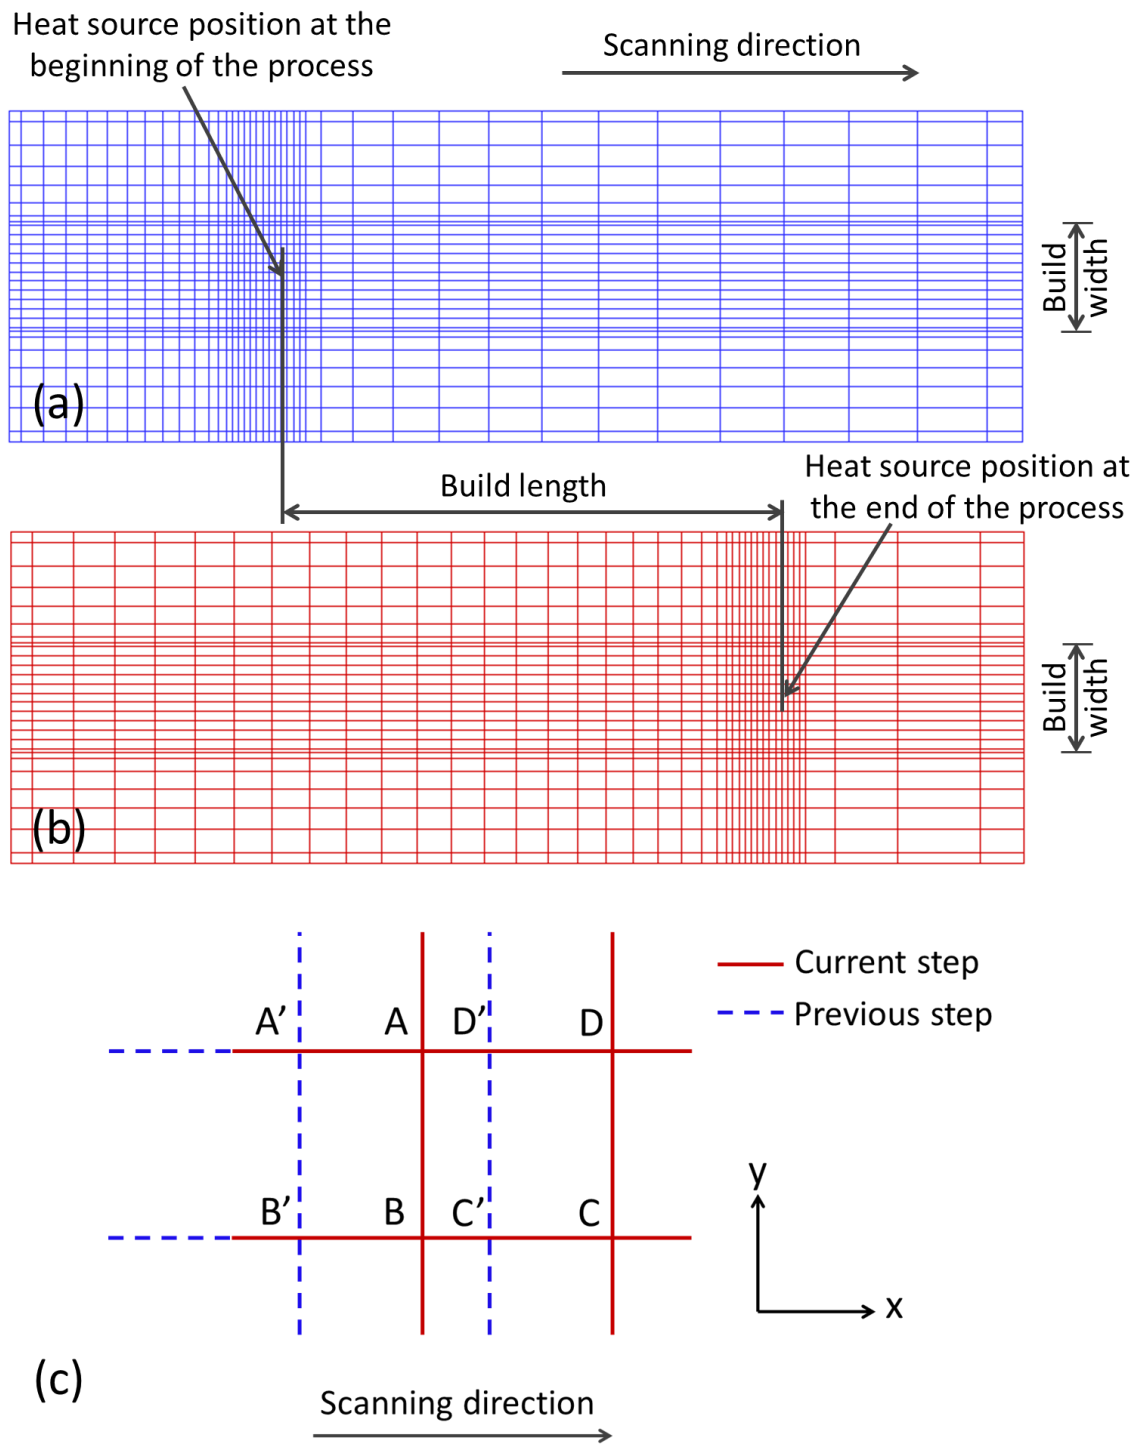 Heat source position at the
beginning of the process
Scanning direction
Build
width
(a)
Build length
Heat source position at
the end of the process
Build
width
(b)
Current step
Previous step
A’ A D’ D
B’ B C’ C
y
x
(c)
Scanning direction